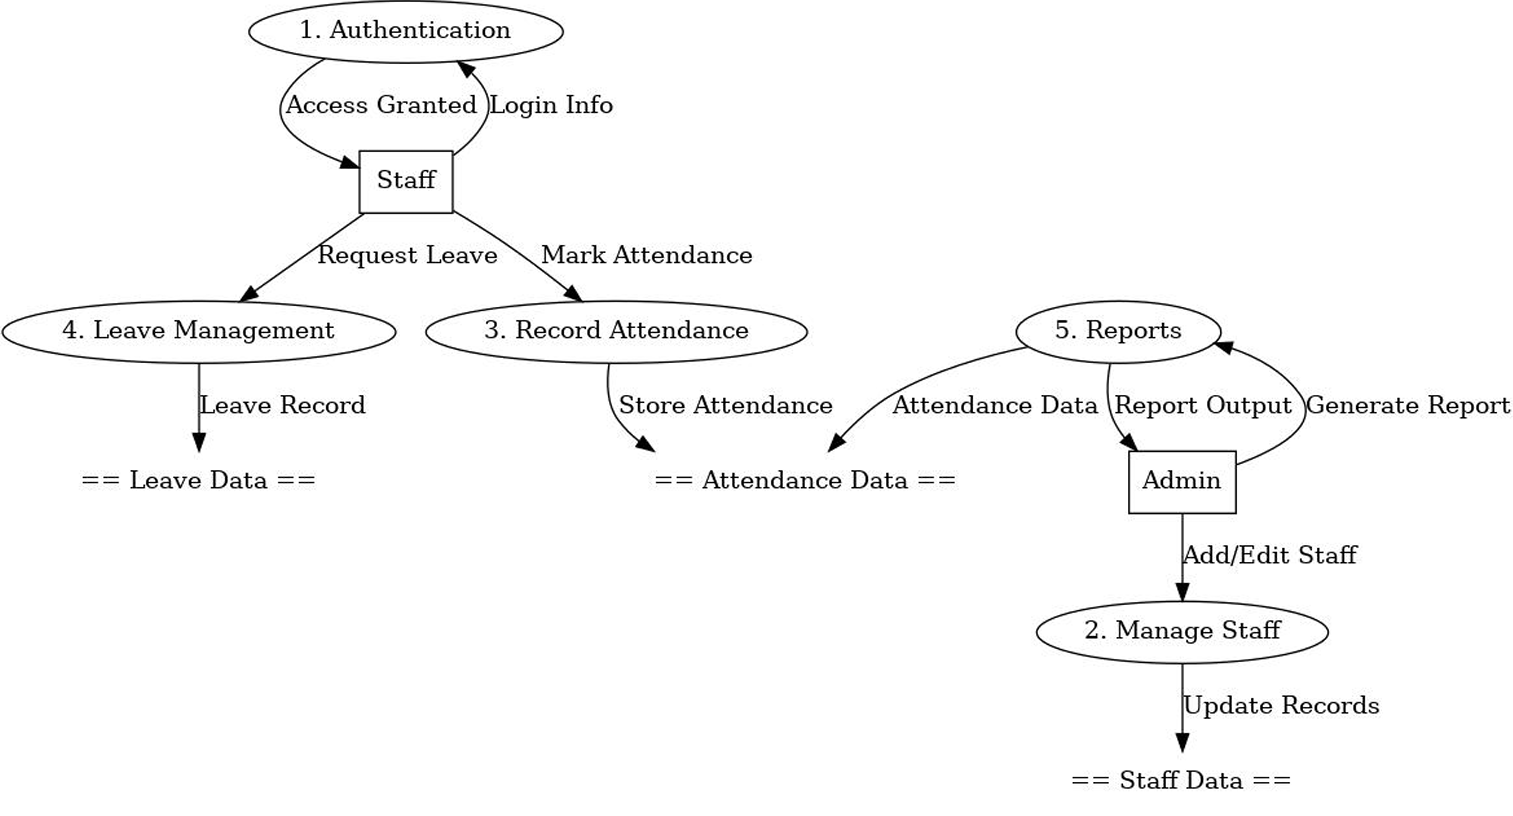 1. Authentication
Access Granted
Login Info
Staff
Request Leave
Mark Attendance
4. Leave Management
3. Record Attendance
5. Reports
Leave Record
Store Attendance
Attendance Data
Report Output
Generate Report
== Leave Data ==
== Attendance Data ==
Admin
Add/Edit Staff
2. Manage Staff
Update Records
== Staff Data ==